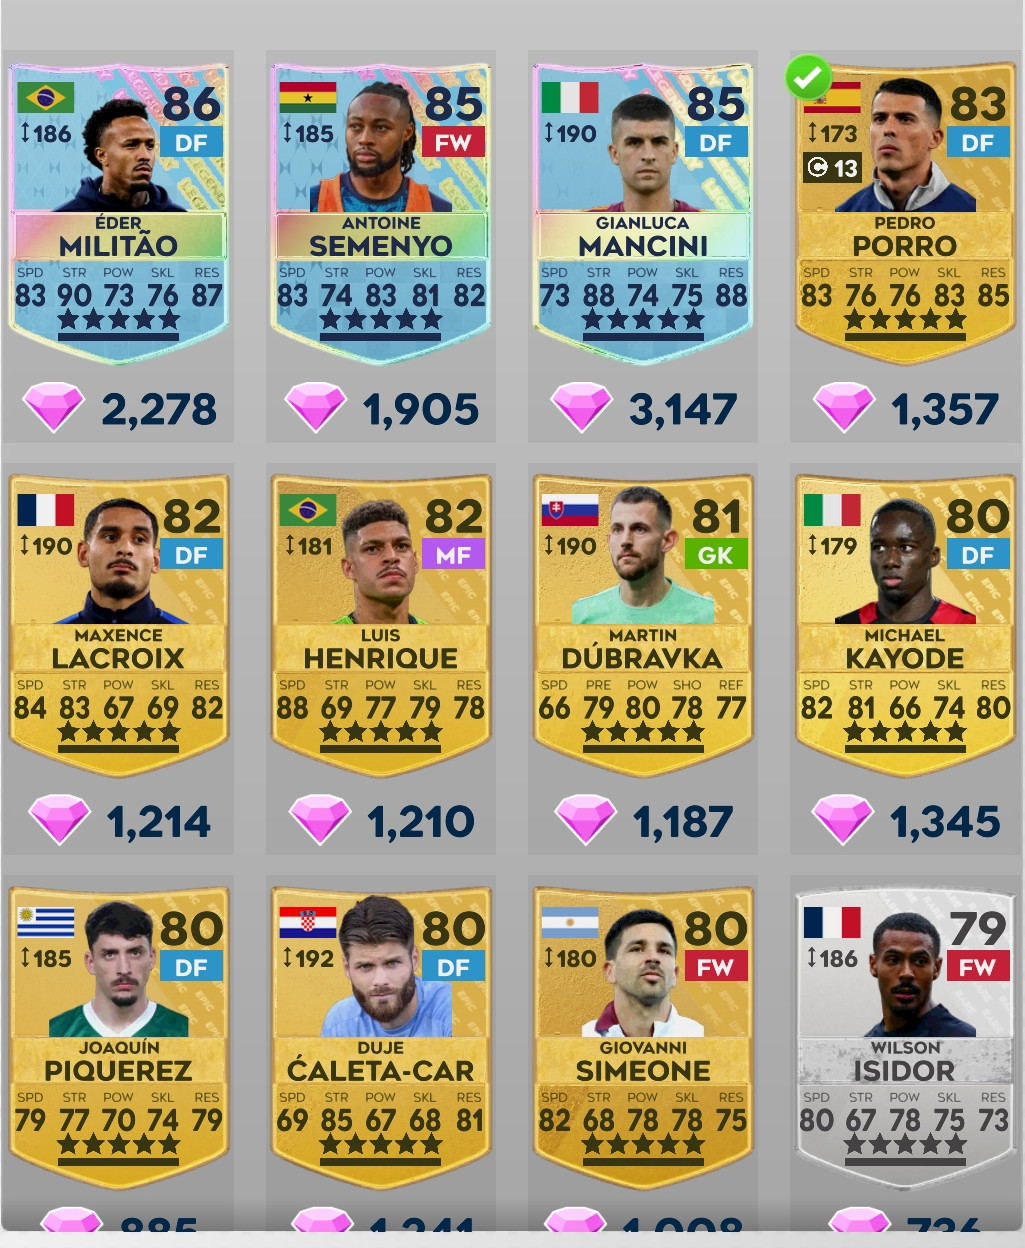 86
↕186
DF
ÉDER
MILITÃO
SPD STR POW SKL RES
83 90 73 76 87
2,278
85
↕185
FW
ANTOINE
SEMENYO
SPD STR POW SKL RES
83 74 83 81 82
1,905
85
↕190
DF
GIANLUCA
MANCINI
SPD STR POW SKL RES
73 88 74 75 88
3,147
83
↕173
DF
C 13
PEDRO
PORRO
SPD STR POW SKL RES
83 76 76 83 85
1,357
82
↕190
DF
MAXENCE
LACROIX
SPD STR POW SKL RES
84 83 67 69 82
1,214
82
↕181
MF
LUIS
HENRIQUE
SPD STR POW SKL RES
88 69 77 79 78
1,210
81
↕190
GK
MARTIN
DÚBRAVKA
SPD PRE POW SHO REF
66 79 80 78 77
1,187
80
↕179
DF
MICHAEL
KAYODE
SPD STR POW SKL RES
82 81 66 74 80
1,345
80
↕185
DF
JOAQUÍN
PIQUEREZ
SPD STR POW SKL RES
79 77 70 74 79
885
80
↕192
DF
DUJE
ĆALETA-CAR
SPD STR POW SKL RES
69 85 67 68 81
1,241
80
↕180
FW
GIOVANNI
SIMEONE
SPD STR POW SKL RES
82 68 78 78 75
1,008
79
↕186
FW
WILSON
ISIDOR
SPD STR POW SKL RES
80 67 78 75 73
736